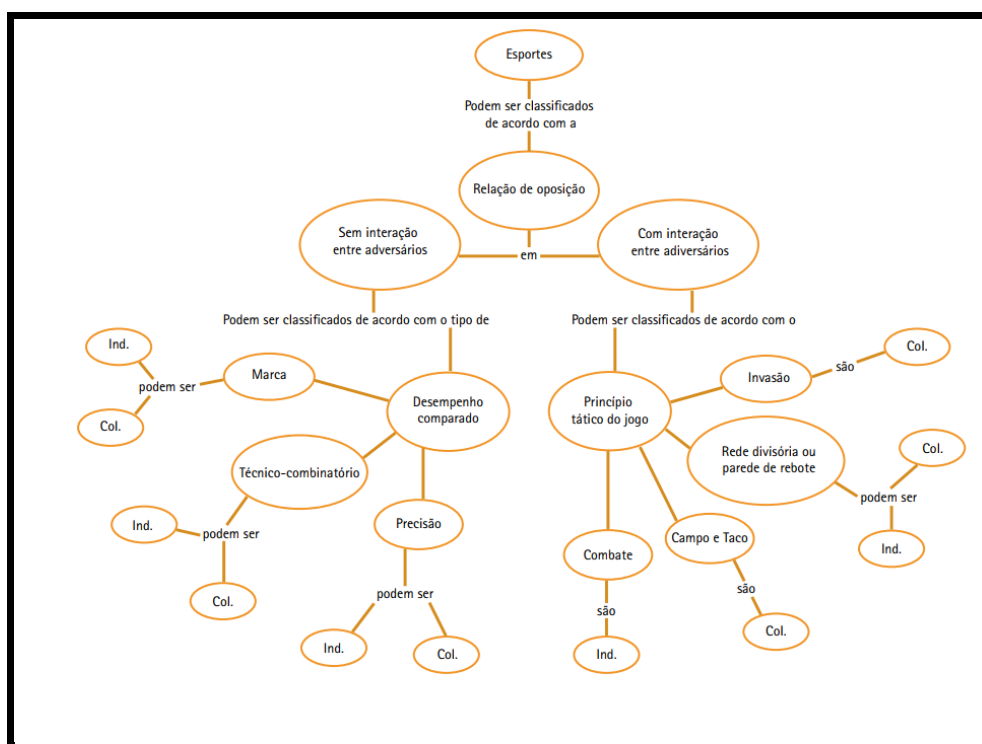 Esportes
Podem ser classificados
de acordo com a
Relação de oposição
Sem interação
entre adversários
em
Com interação
entre adiversários
Podem ser classificados de acordo com o tipo de
Podem ser classificados de acordo com o
Ind.
podem ser
Col.
Marca
Desempenho
comparado
Técnico-combinatório
Ind.
podem ser
Col.
Precisão
podem ser
Ind.
Col.
Princípio
tático do jogo
Invasão
são
Col.
Rede divisória ou
parede de rebote
podem ser
Col.
Ind.
Combate
são
Ind.
Campo e Taco
são
Col.